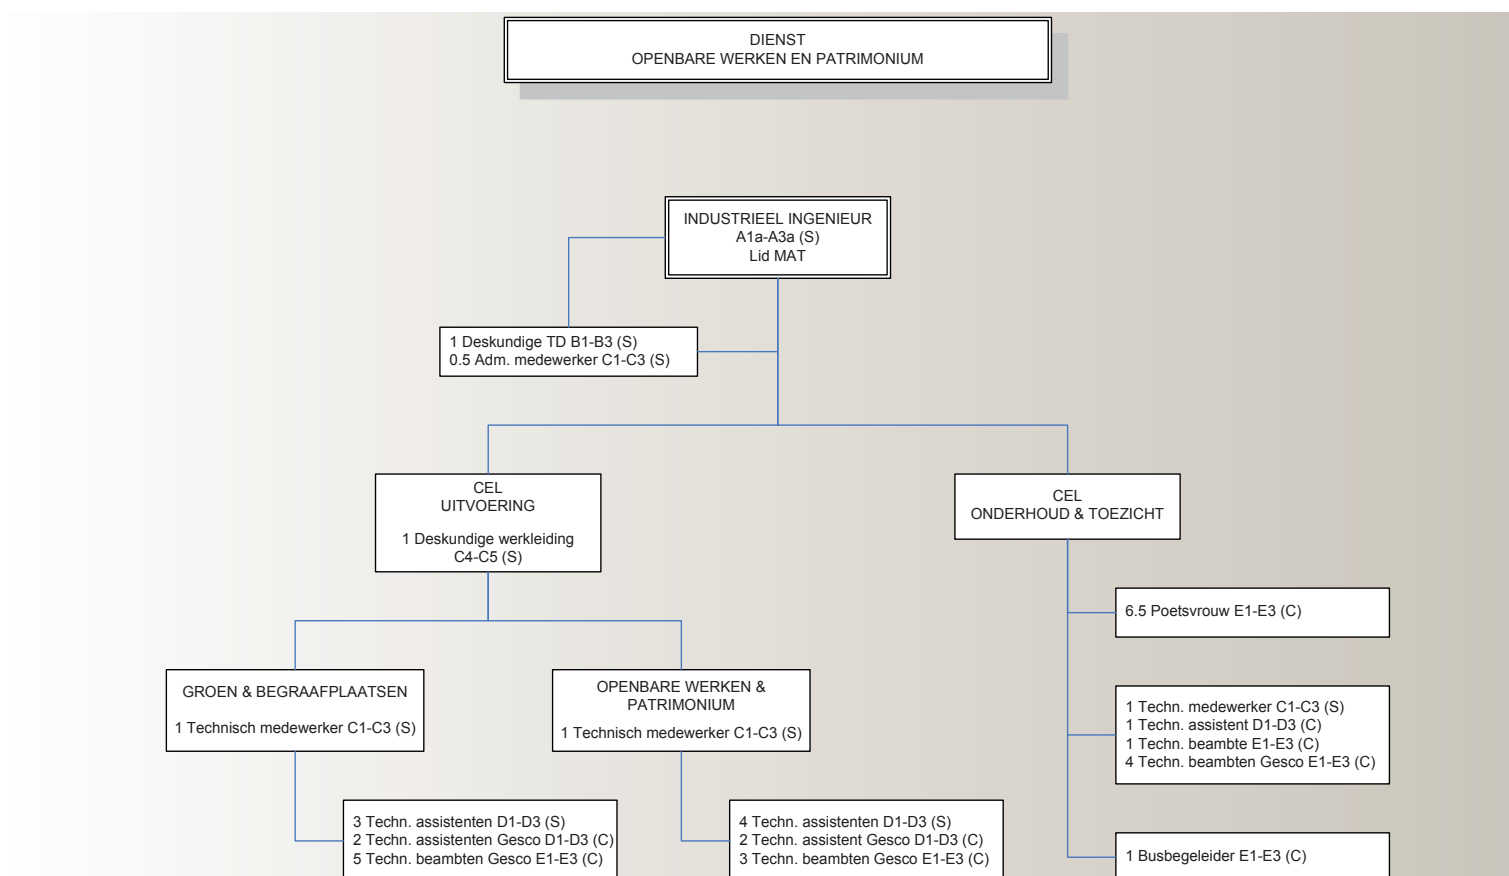 DIENST
OPENBARE WERKEN EN PATRIMONIUM
INDUSTRIEEL INGENIEUR
A1a-A3a (S)
Lid MAT
1 Deskundige TD B1-B3 (S)
0.5 Adm. medewerker C1-C3 (S)
CEL
UITVOERING
1 Deskundige werkleiding
C4-C5 (S)
CEL
ONDERHOUD & TOEZICHT
6.5 Poetsvrouw E1-E3 (C)
GROEN & BEGRAAFPLAATSEN
1 Technisch medewerker C1-C3 (S)
OPENBARE WERKEN &
PATRIMONIUM
1 Technisch medewerker C1-C3 (S)
1 Techn. medewerker C1-C3 (S)
1 Techn. assistent D1-D3 (C)
1 Techn. beambte E1-E3 (C)
4 Techn. beambten Gesco E1-E3 (C)
3 Techn. assistenten D1-D3 (S)
2 Techn. assistenten Gesco D1-D3 (C)
5 Techn. beambten Gesco E1-E3 (C)
4 Techn. assistenten D1-D3 (S)
2 Techn. assistent Gesco D1-D3 (C)
3 Techn. beambten Gesco E1-E3 (C)
1 Busbegeleider E1-E3 (C)